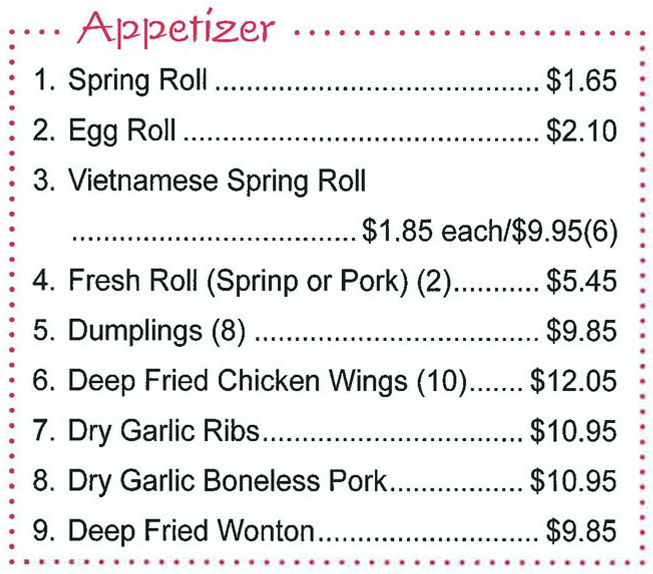 Appetizer
1. Spring Roll ........................................ $1.65
2. Egg Roll ............................................ $2.10
3. Vietnamese Spring Roll
................................... $1.85 each/$9.95(6)
4. Fresh Roll (Sprinp or Pork) (2)........... $5.45
5. Dumplings (8) ................................... $9.85
6. Deep Fried Chicken Wings (10)....... $12.05
7. Dry Garlic Ribs................................ $10.95
8. Dry Garlic Boneless Pork................. $10.95
9. Deep Fried Wonton........................... $9.85